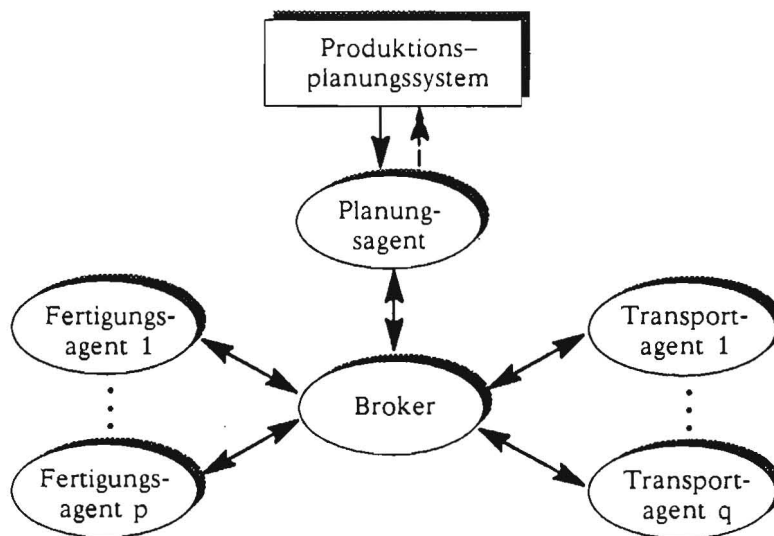 Produktions–
planungssystem
Planung-
sagent
Fertigungs-
agent 1
Transport-
agent 1
Broker
Fertigungs-
agent p
Transport-
agent q